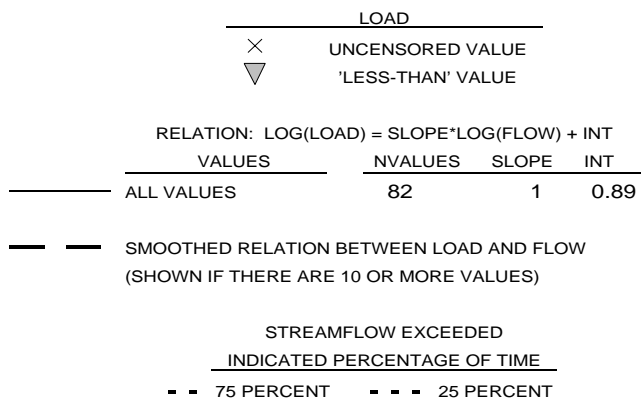 LOAD
UNCENSORED VALUE
'LESS-THAN' VALUE
RELATION: LOG(LOAD) = SLOPE*LOG(FLOW) + INT
VALUES NVALUES SLOPE INT
ALL VALUES 82 1 0.89
SMOOTHED RELATION BETWEEN LOAD AND FLOW
(SHOWN IF THERE ARE 10 OR MORE VALUES)
STREAMFLOW EXCEEDED
INDICATED PERCENTAGE OF TIME
75 PERCENT 25 PERCENT